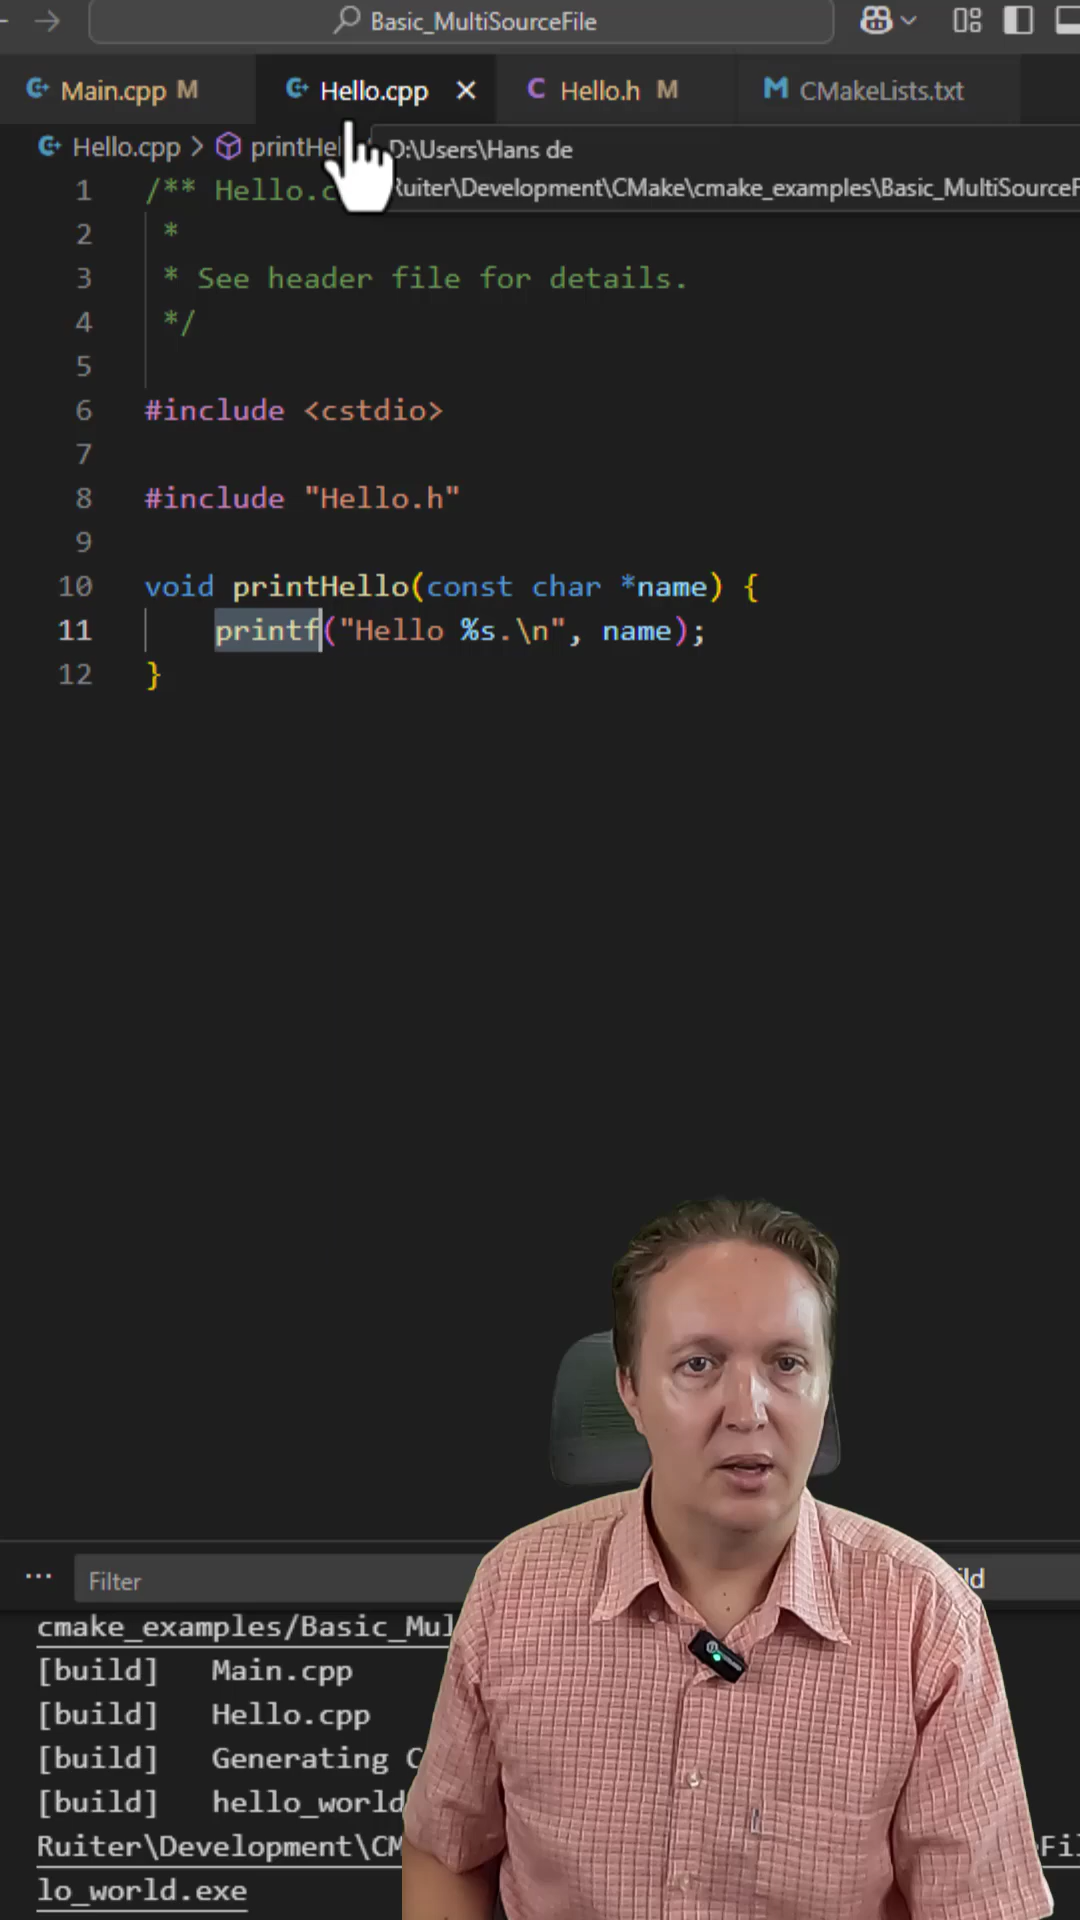 Basic_MultiSourceFile
Main.cpp M Hello.cpp Hello.h M CMakeLists.txt
Hello.cpp > printHel
D:\Users\Hans de
Ruiter\Development\CMake\cmake_examples\Basic_MultiSourceF
1 /** Hello.c
2 *
3 * See header file for details.
4 */
5
6 #include <cstdio>
7
8 #include "Hello.h"
9
10 void printHello(const char *name) {
11 printf("Hello %s.\n", name);
12 }
... Filter ild
cmake_examples/Basic_Mul
[build] Main.cpp
[build] Hello.cpp
[build] Generating C
[build] hello_world
Ruiter\Development\CM eFil
lo_world.exe